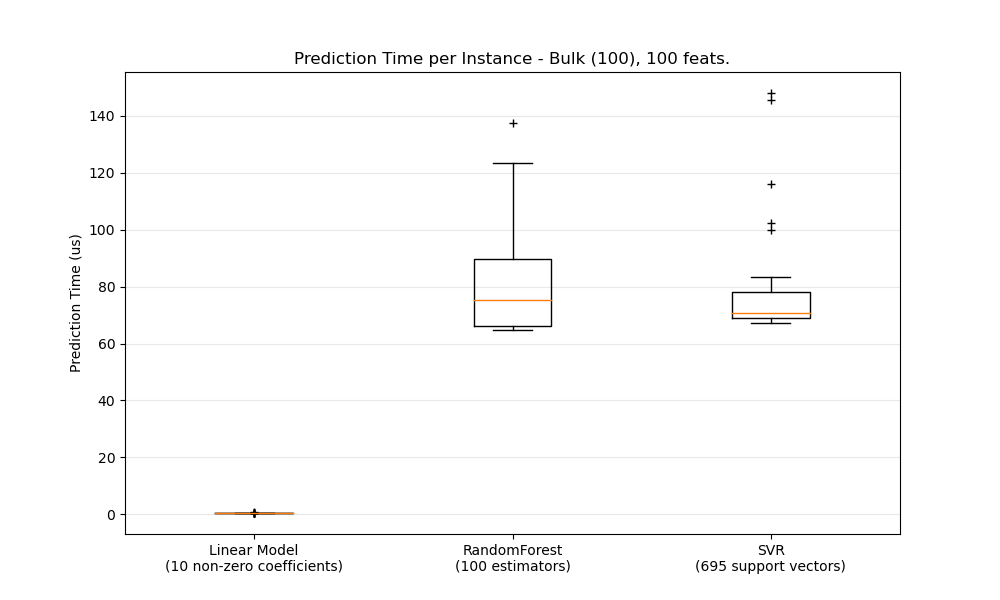 Prediction Time per Instance - Bulk (100), 100 feats.
Prediction Time (us)
140
120
100
80
60
40
20
0
Linear Model
(10 non-zero coefficients)
RandomForest
(100 estimators)
SVR
(695 support vectors)